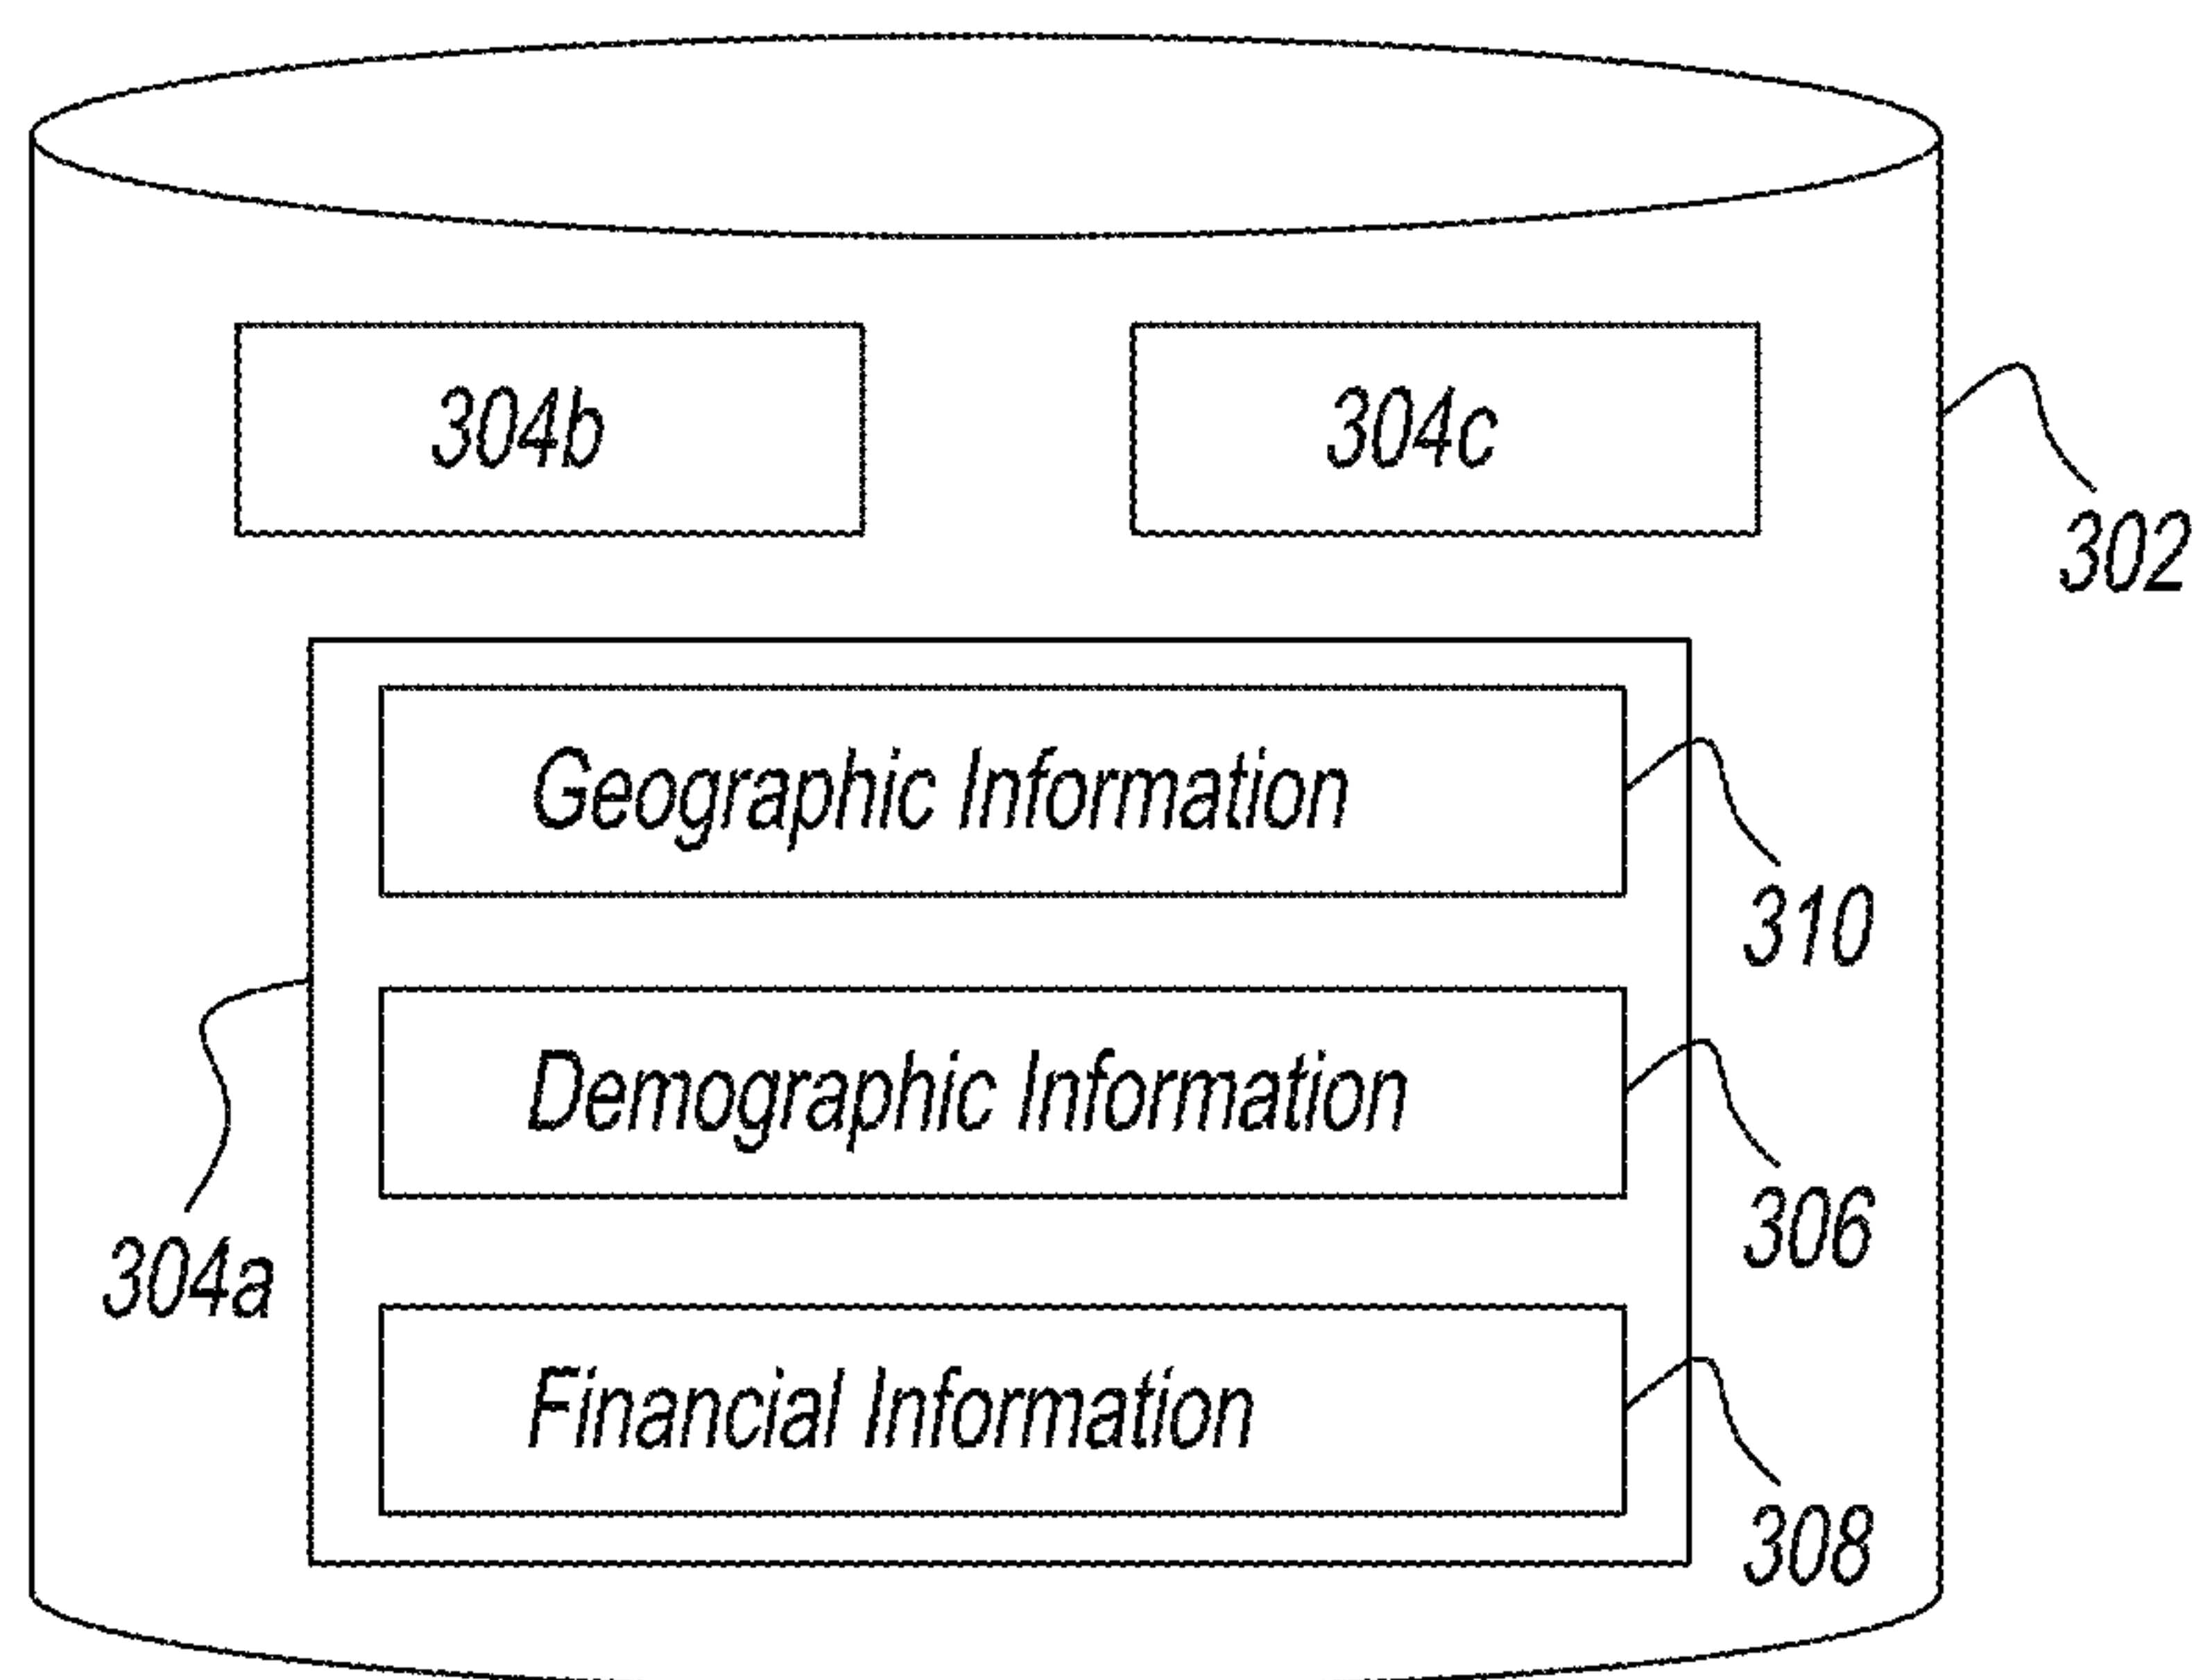 304b
304c
302
Geographic Information
310
Demographic Information
306
304a
Financial Information
308